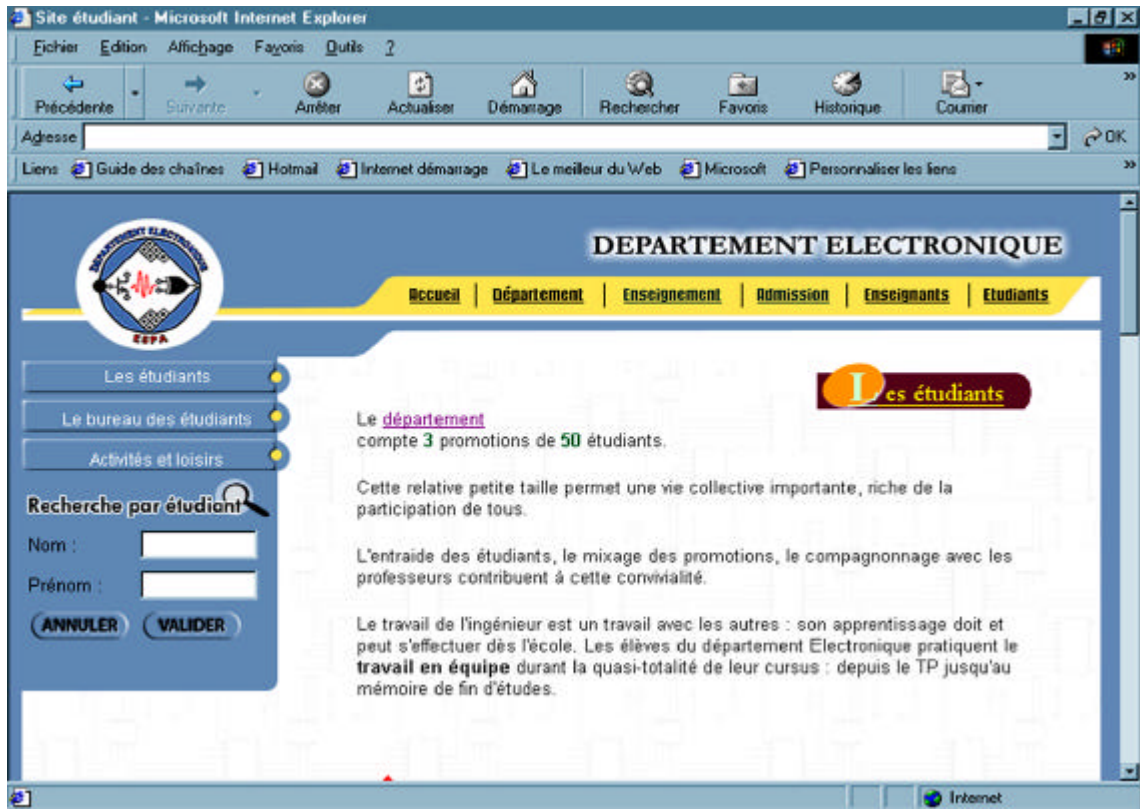 Site étudiant - Microsoft Internet Explorer
Fichier Edition Affichage Favoris Outils ?
Précédente Suivante Arrêter Actualiser Démarrage Rechercher Favoris Historique Courrier »
Adresse OK
Liens Guide des chaînes Hotmail Internet démarrage Le meilleur du Web Microsoft Personnaliser les liens »
DEPARTEMENT ELECTRONIQUE
ESPA
DEPARTEMENT ELECTRONIQUE
Accueil | Département | Enseignement | Admission | Enseignants | Etudiants
Les étudiants
Le bureau des étudiants
Activités et loisirs
Recherche par étudiant
Nom :
Prénom :
ANNULER VALIDER
Les étudiants
Le département
compte 3 promotions de 50 étudiants.
Cette relative petite taille permet une vie collective importante, riche de la
participation de tous.
L'entraide des étudiants, le mixage des promotions, le compagnonnage avec les
professeurs contribuent á cette convivialité.
Le travail de l'ingénieur est un travail avec les autres : son apprentissage doit et
peut s'effectuer dès l'école. Les élèves du département Electronique pratiquent le
travail en équipe durant la quasi-totalité de leur cursus : depuis le TP jusqu'au
mémoire de fin d'études.
Internet